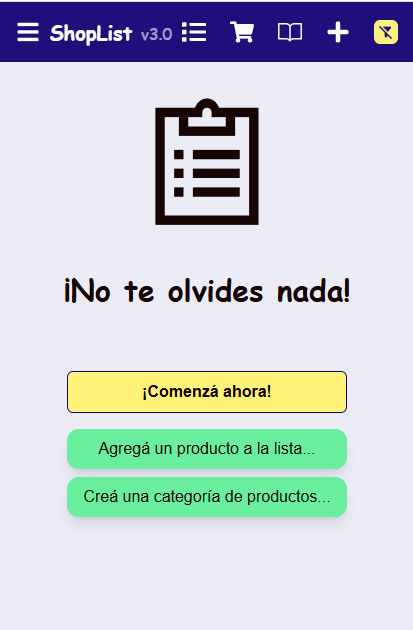 ShopList v3.0
¡No te olvides nada!
¡Comenzá ahora!
Agregá un producto a la lista...
Creá una categoría de productos...